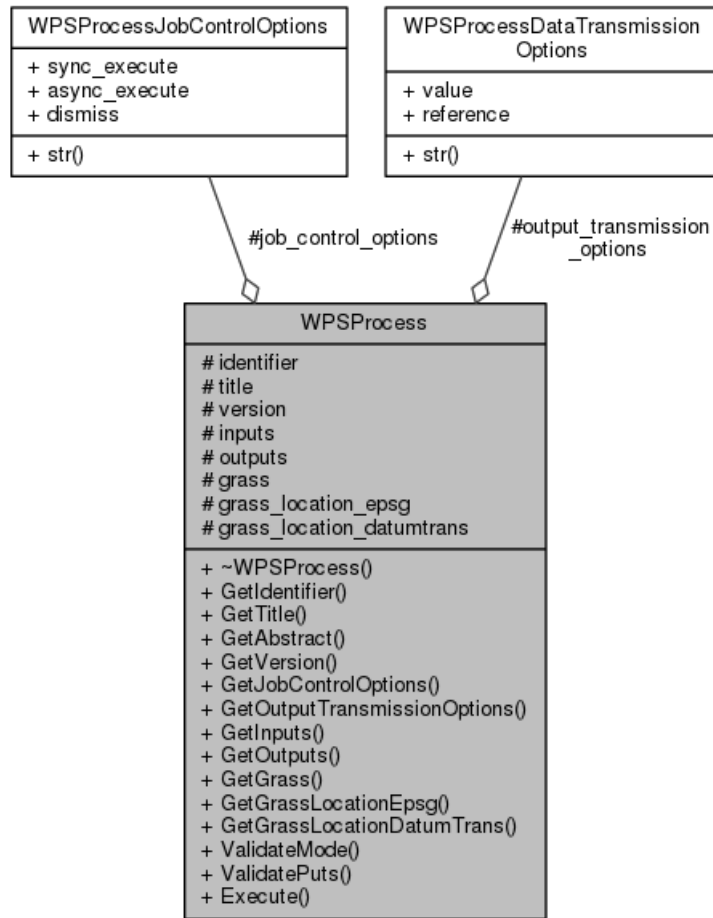 WPSProcessJobControlOptions
+ sync_execute
+ async_execute
+ dismiss
+ str()
WPSProcessDataTransmission
Options
+ value
+ reference
+ str()
#job_control_options
#output_transmission
_options
WPSProcess
# identifier
# title
# version
# inputs
# outputs
# grass
# grass_location_epsg
# grass_location_datumtrans
+ ~WPSProcess()
+ GetIdentifier()
+ GetTitle()
+ GetAbstract()
+ GetVersion()
+ GetJobControlOptions()
+ GetOutputTransmissionOptions()
+ GetInputs()
+ GetOutputs()
+ GetGrass()
+ GetGrassLocationEpsg()
+ GetGrassLocationDatumTrans()
+ ValidateMode()
+ ValidatePuts()
+ Execute()